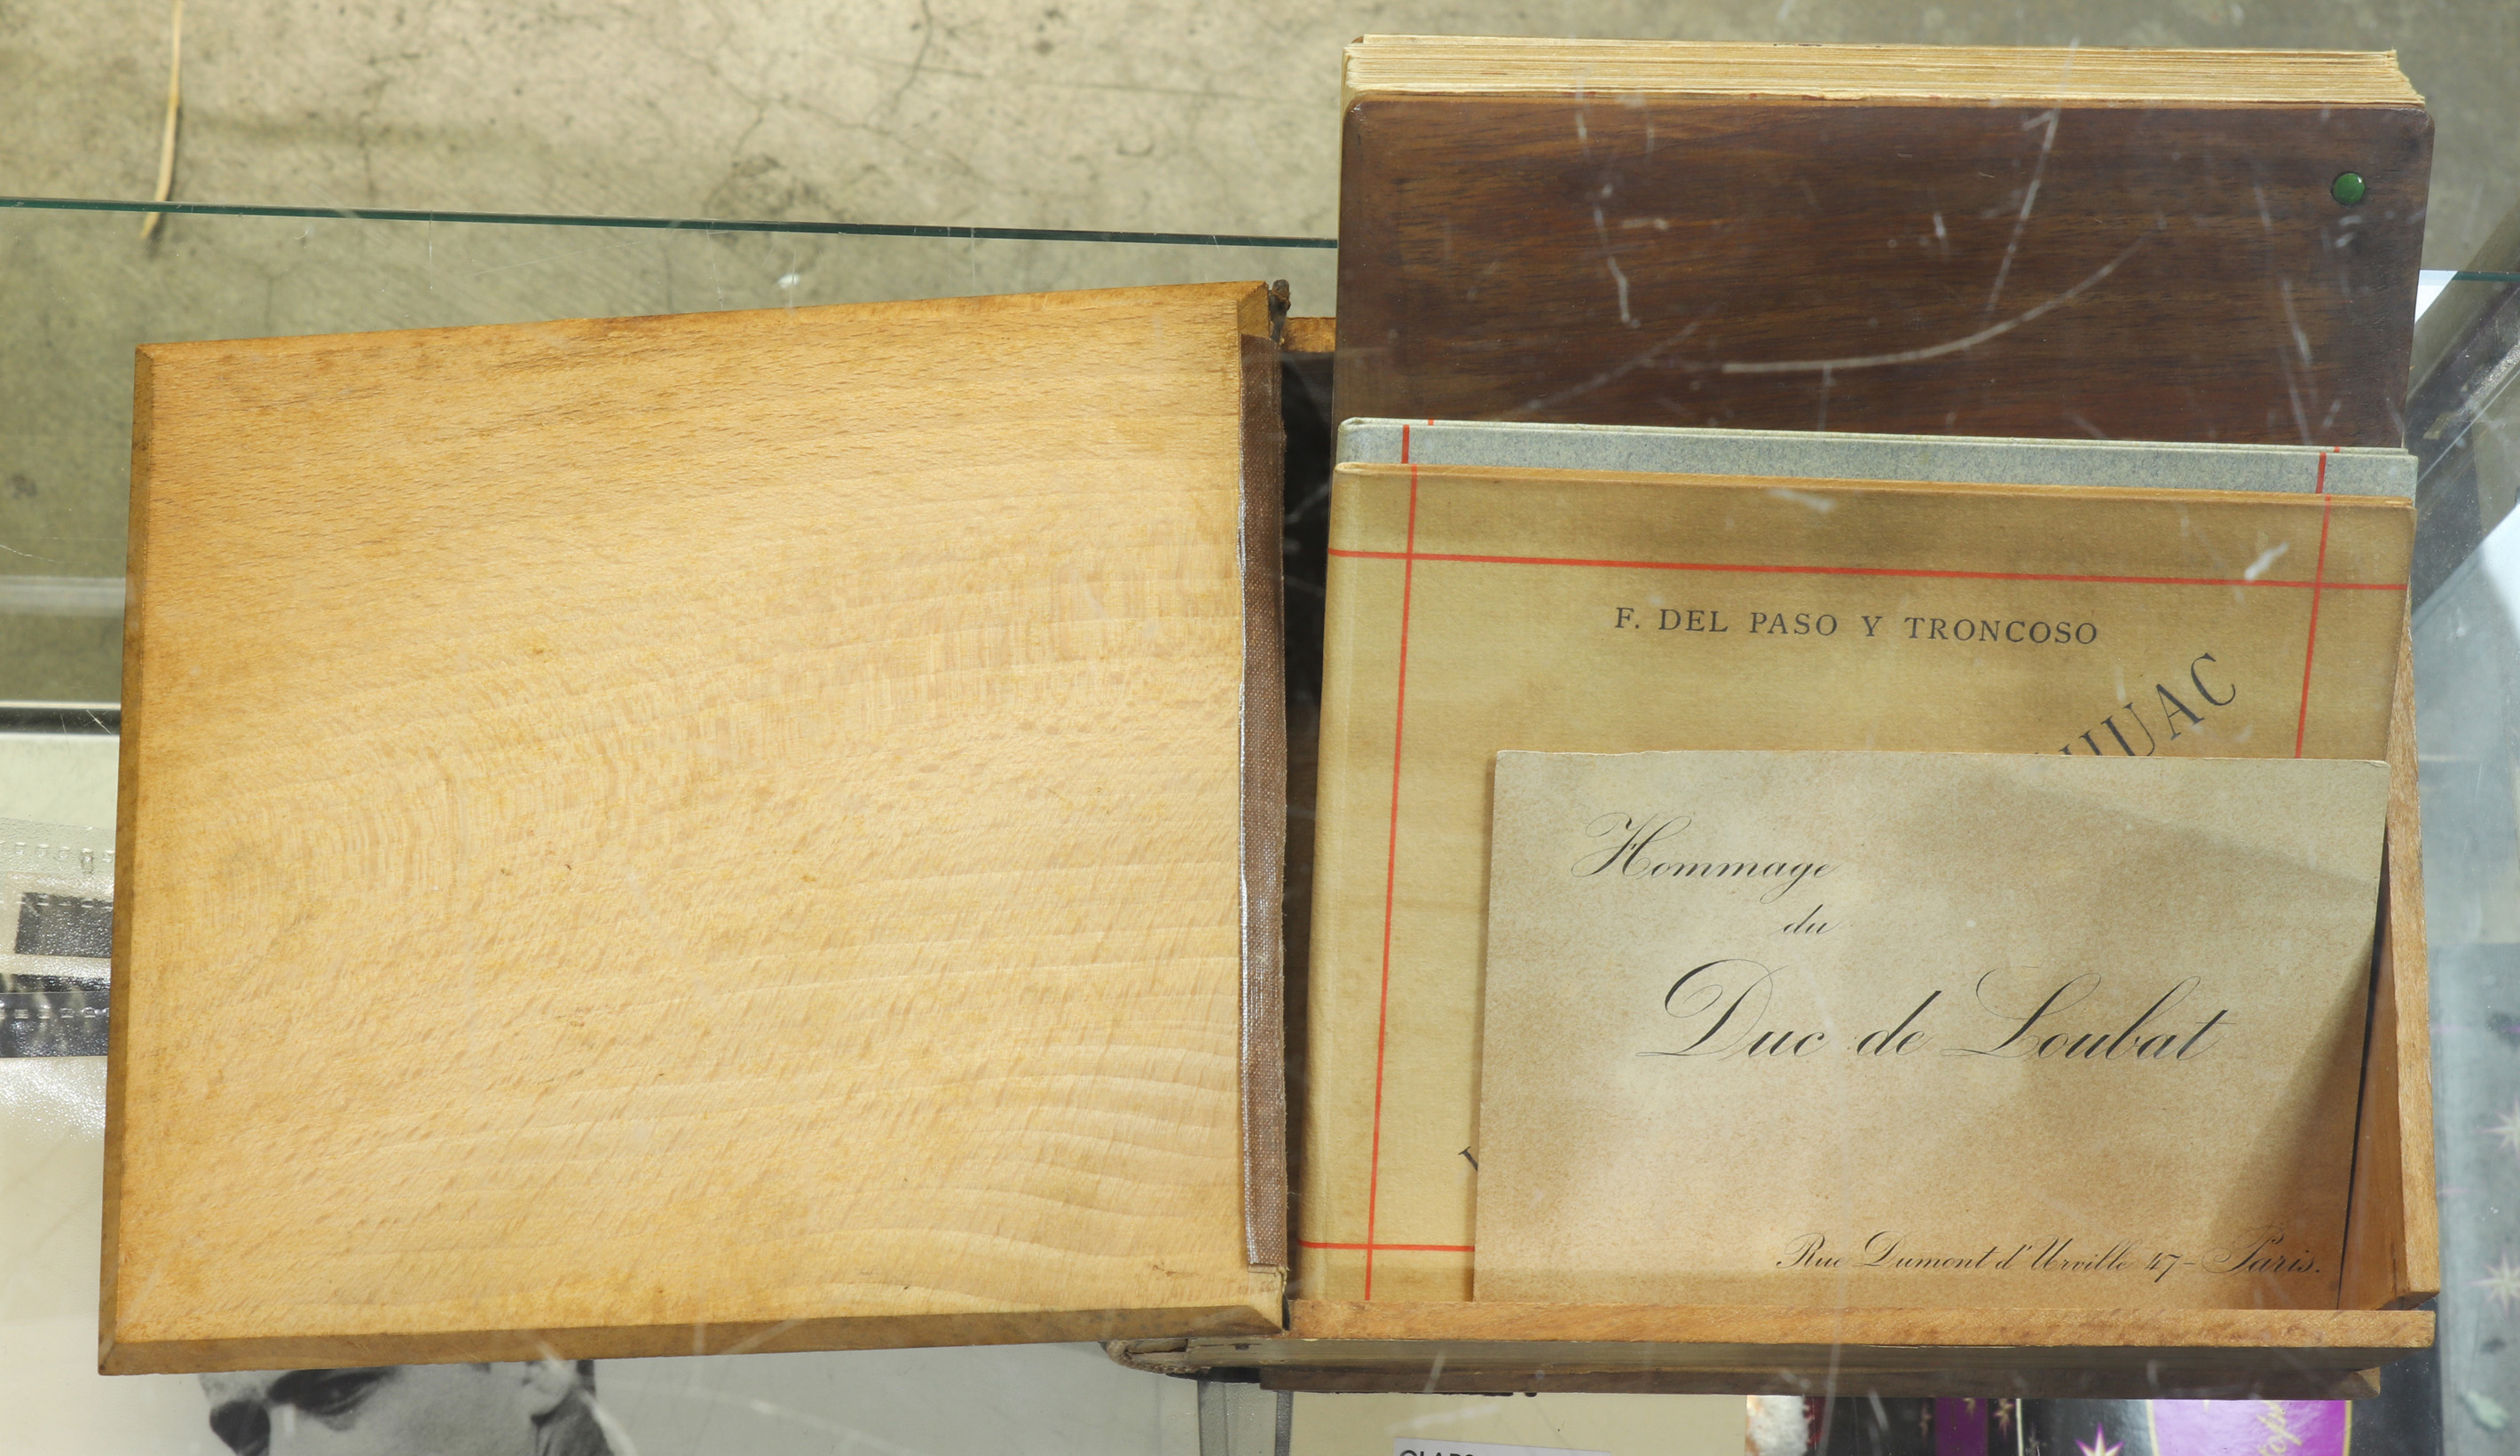 F. DEL PASO Y TRONCOSO
HUAC
Hommage
du
Duc de Loubat
Rue Dumont d'Urville 47-Paris.